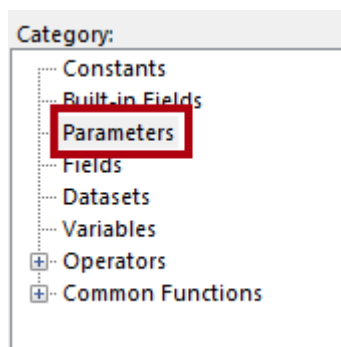 Category:
Constants
Built-in Fields
Parameters
Fields
Datasets
Variables
Operators
Common Functions